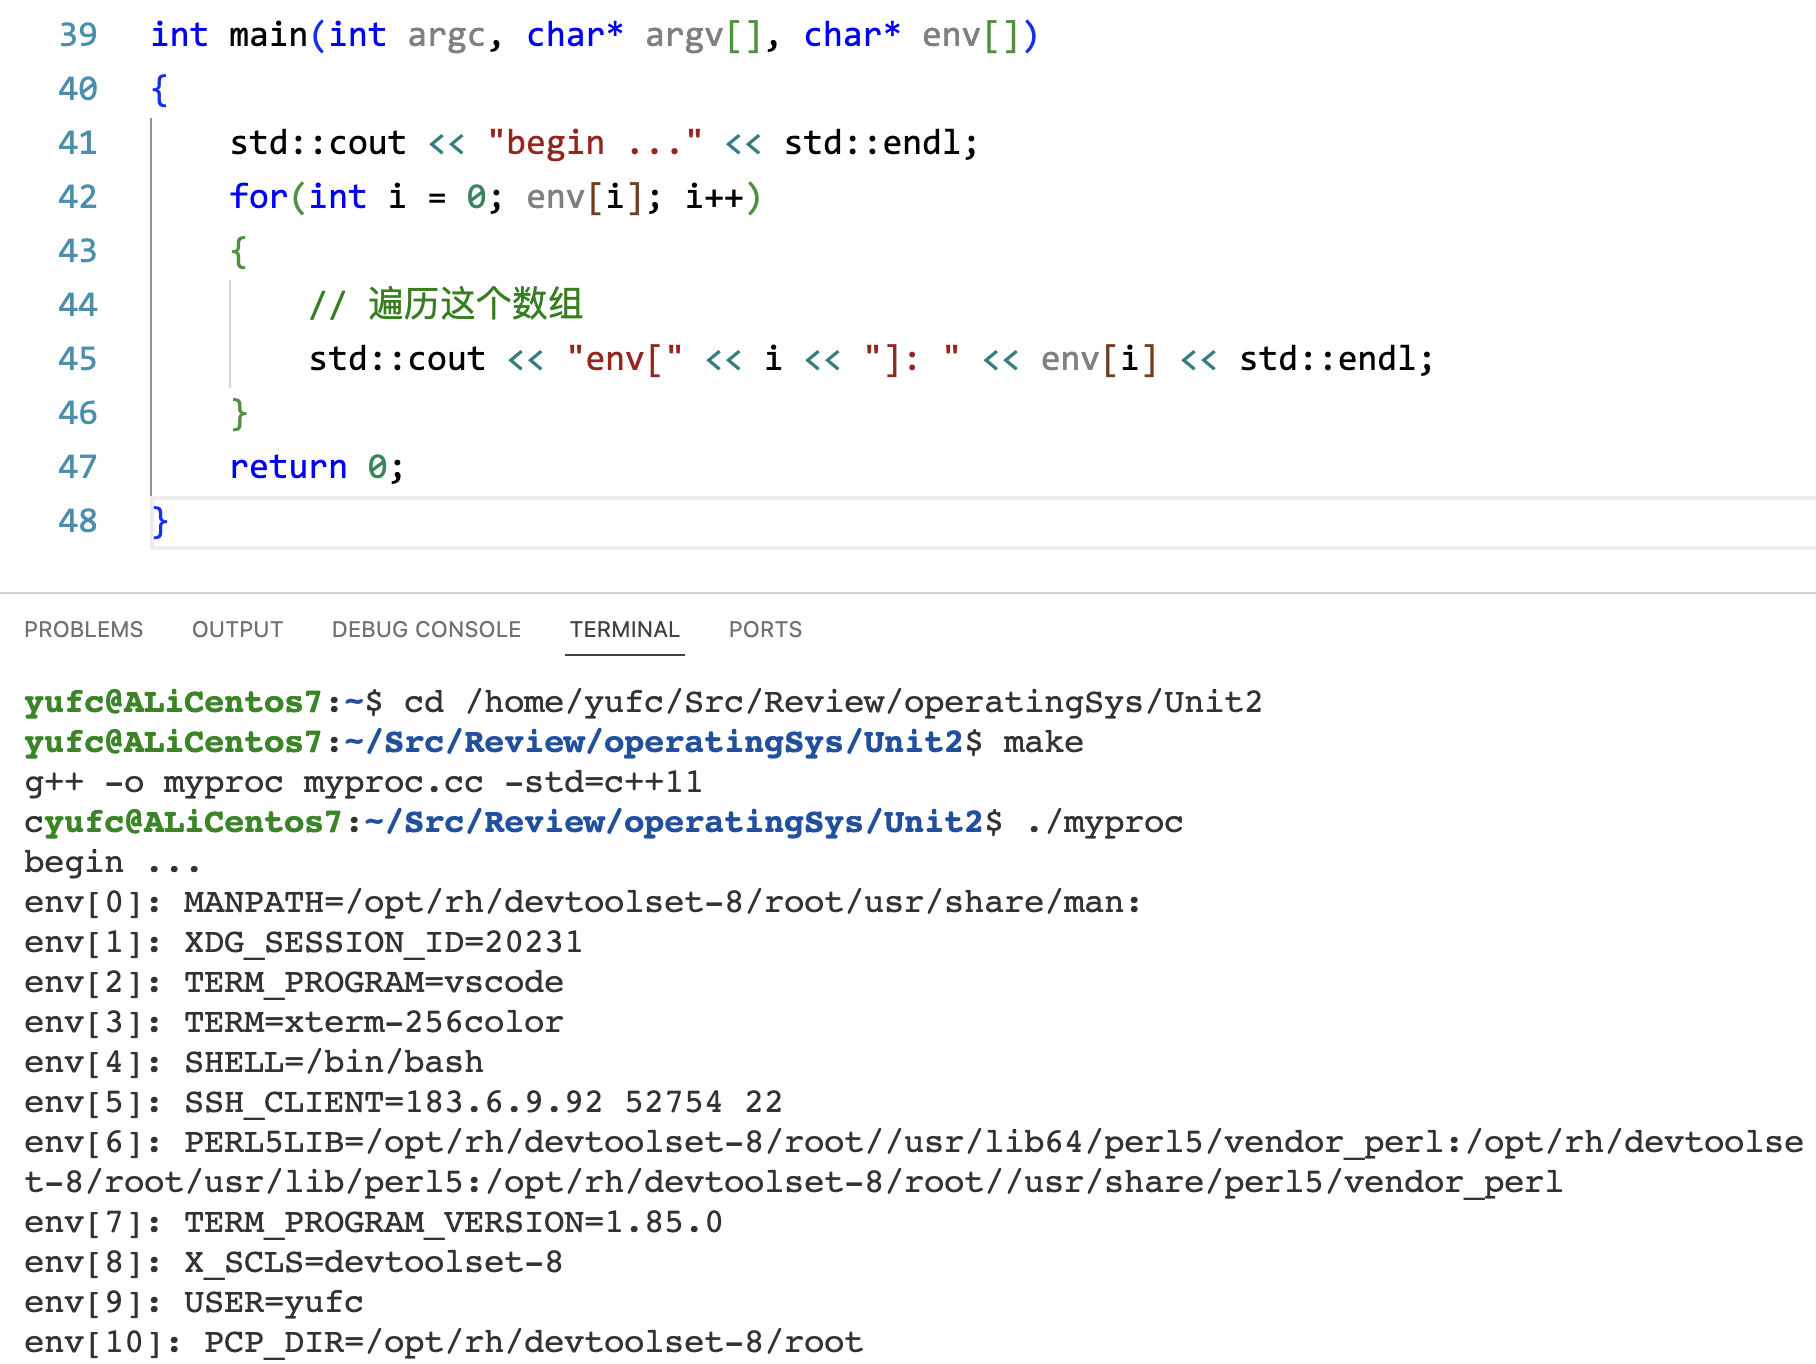 39 int main(int argc, char* argv[], char* env[])
40 {
41 std::cout << "begin ..." << std::endl;
42 for(int i = 0; env[i]; i++)
43 {
44 // 遍历这个数组
45 std::cout << "env[" << i << "]: " << env[i] << std::endl;
46 }
47 return 0;
48 }
PROBLEMS OUTPUT DEBUG CONSOLE TERMINAL PORTS
yufc@ALiCentos7:~$ cd /home/yufc/Src/Review/operatingSys/Unit2
yufc@ALiCentos7:~/Src/Review/operatingSys/Unit2$ make
g++ -o myproc myproc.cc -std=c++11
cyufc@ALiCentos7:~/Src/Review/operatingSys/Unit2$ ./myproc
begin ...
env[0]: MANPATH=/opt/rh/devtoolset-8/root/usr/share/man:
env[1]: XDG_SESSION_ID=20231
env[2]: TERM_PROGRAM=vscode
env[3]: TERM=xterm-256color
env[4]: SHELL=/bin/bash
env[5]: SSH_CLIENT=183.6.9.92 52754 22
env[6]: PERL5LIB=/opt/rh/devtoolset-8/root//usr/lib64/perl5/vendor_perl:/opt/rh/devtoolse
t-8/root/usr/lib/perl5:/opt/rh/devtoolset-8/root//usr/share/perl5/vendor_perl
env[7]: TERM_PROGRAM_VERSION=1.85.0
env[8]: X_SCLS=devtoolset-8
env[9]: USER=yufc
env[10]: PCP_DIR=/opt/rh/devtoolset-8/root